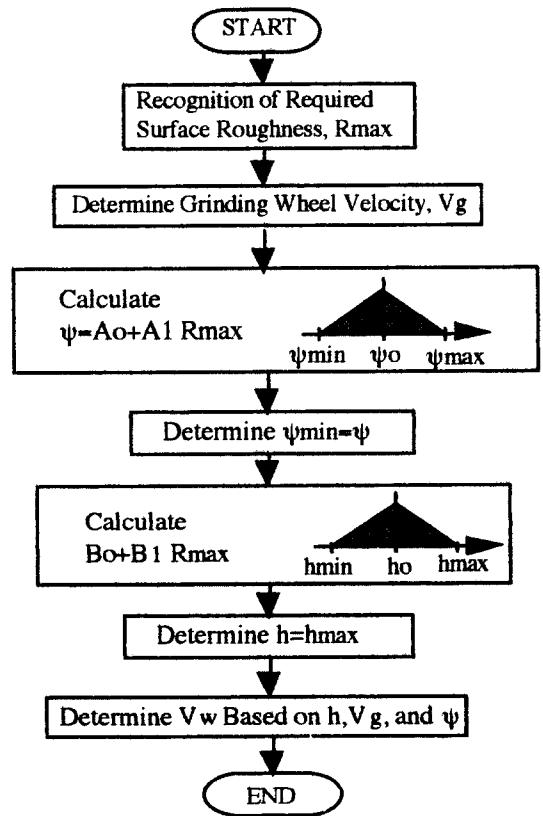 START
Recognition of Required
Surface Roughness, Rmax
Determine Grinding Wheel Velocity, Vg
Calculate
ψ=Ao+A1 Rmax
ψmin ψo ψmax
Determine ψmin=ψ
Calculate
Bo+B1 Rmax
hmin ho hmax
Determine h=hmax
Determine Vw Based on h,Vg, and ψ
END